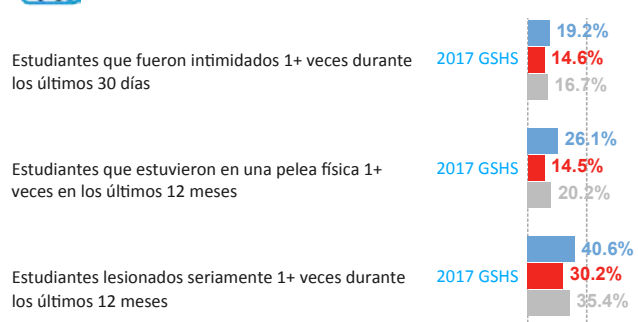 19.2%
Estudiantes que fueron intimidados 1+ veces durante 2017 GSHS 14.6%
los últimos 30 días 16.7%
26.1%
Estudiantes que estuvieron en una pelea física 1+ 2017 GSHS 14.5%
veces en los últimos 12 meses 20.2%
40.6%
Estudiantes lesionados seriamente 1+ veces durante 2017 GSHS 30.2%
los últimos 12 meses 35.4%